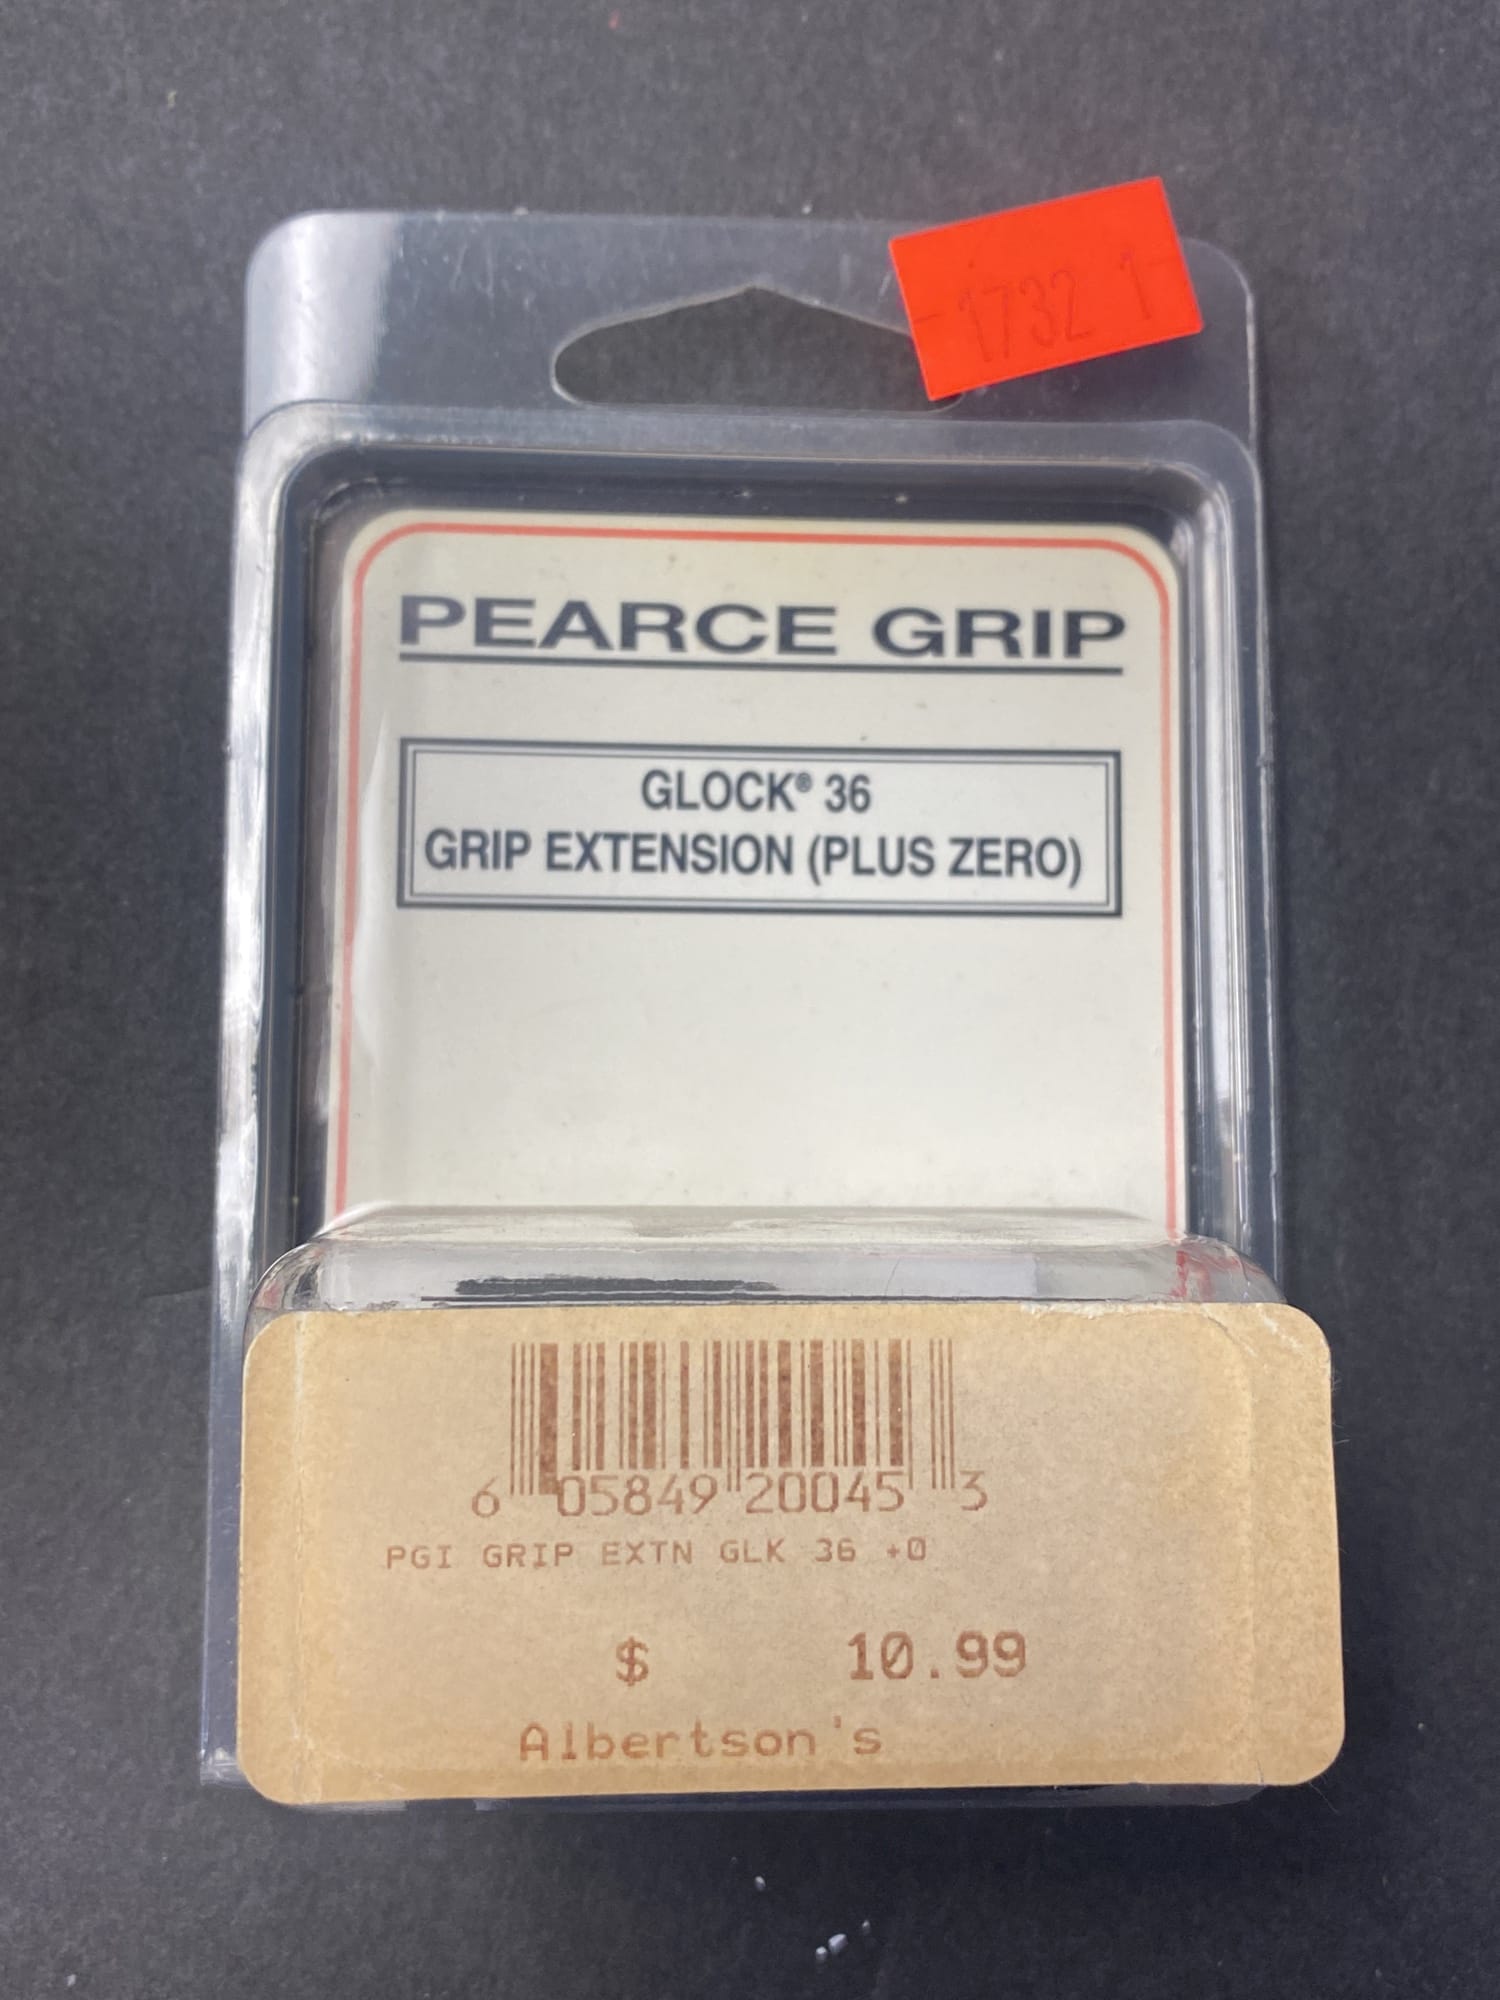 1732 1
PEARCE GRIP
GLOCK® 36
GRIP EXTENSION (PLUS ZERO)
6 05849 20045 3
PGI GRIP EXTN GLK 36 +0
$ 10.99
Albertson's